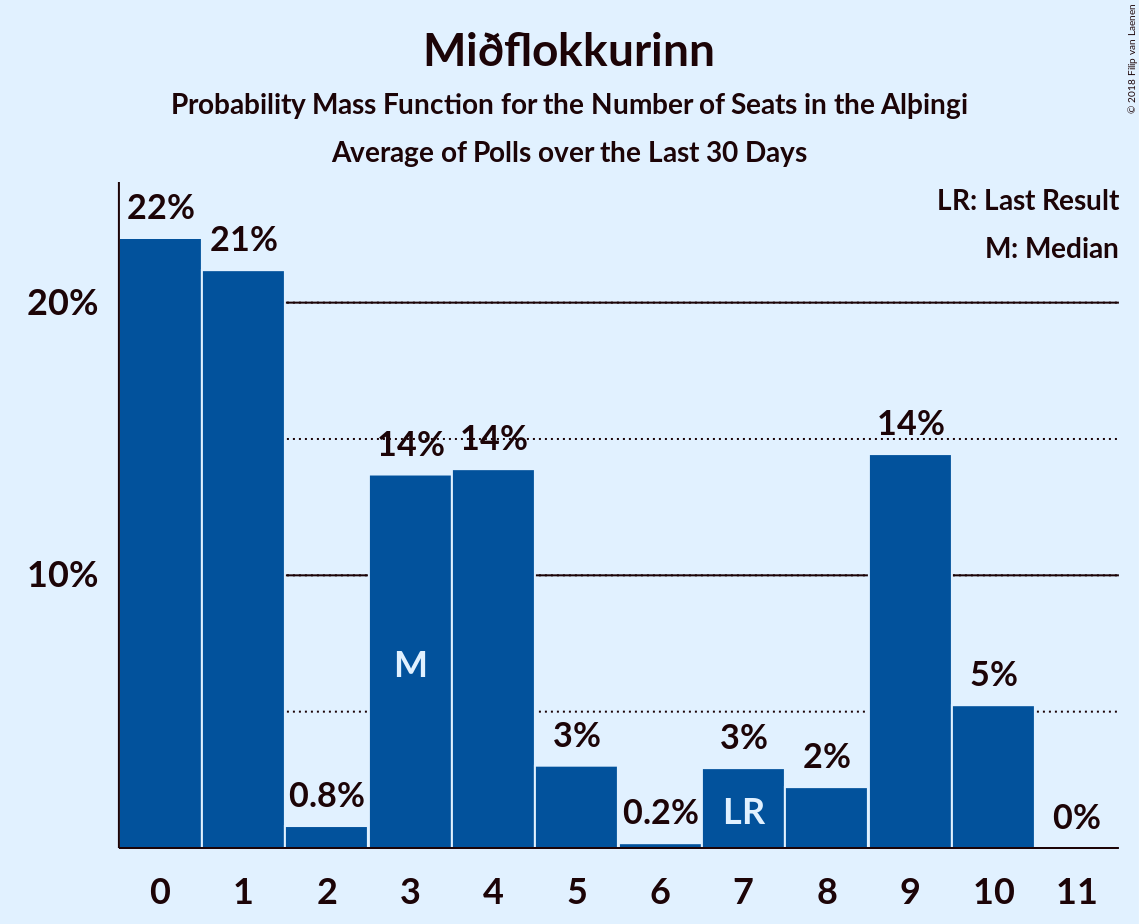 Miðflokkurinn
Probability Mass Function for the Number of Seats in the Alþingi
Average of Polls over the Last 30 Days
© 2018 Filip van Laenen
LR: Last Result
M: Median
22%
21%
20%
14%
14%
14%
10%
M
5%
3%
3%
2%
0.8%
0.2%
LR
0%
0 1 2 3 4 5 6 7 8 9 10 11